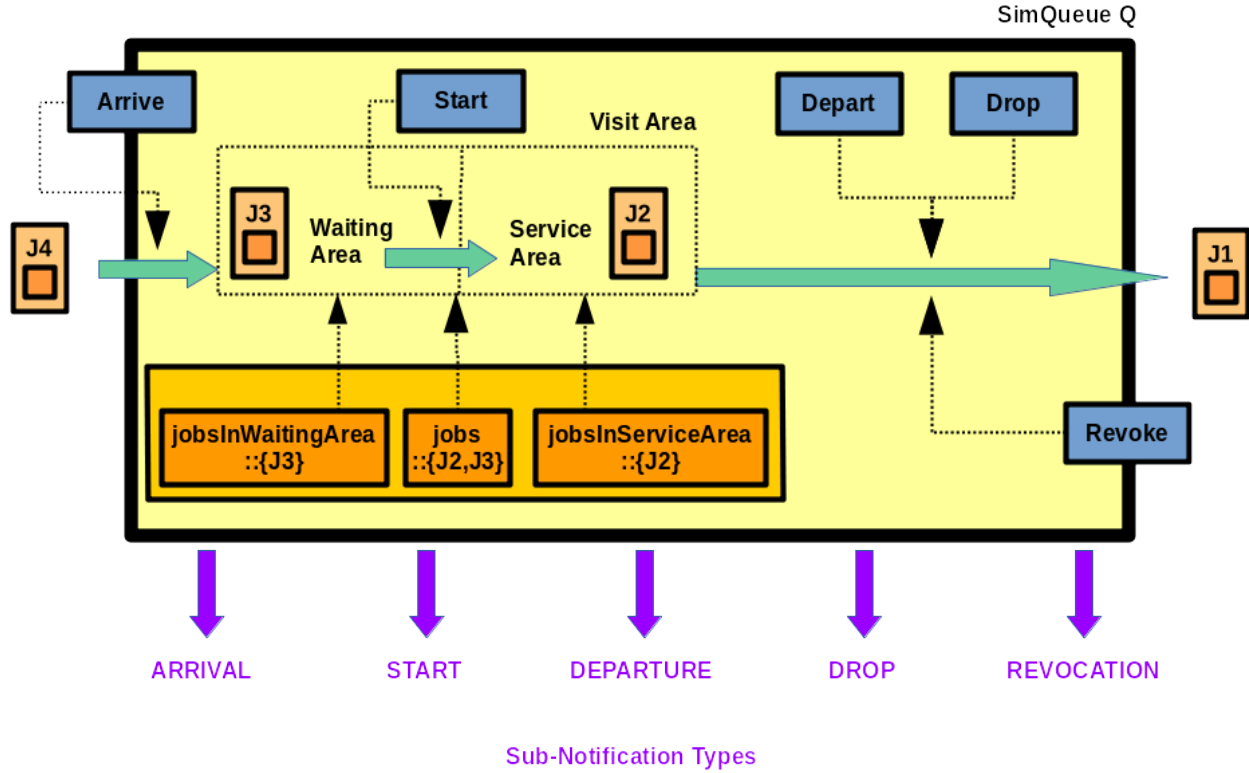 SimQueue Q
Arrive
Start
Depart
Drop
Visit Area
J3
J2
Waiting
Area
Service
Area
J4
J1
jobsInWaitingArea
::{J3}
jobs
::{J2,J3}
jobsInServiceArea
::{J2}
Revoke
ARRIVAL
START
DEPARTURE
DROP
REVOCATION
Sub-Notification Types